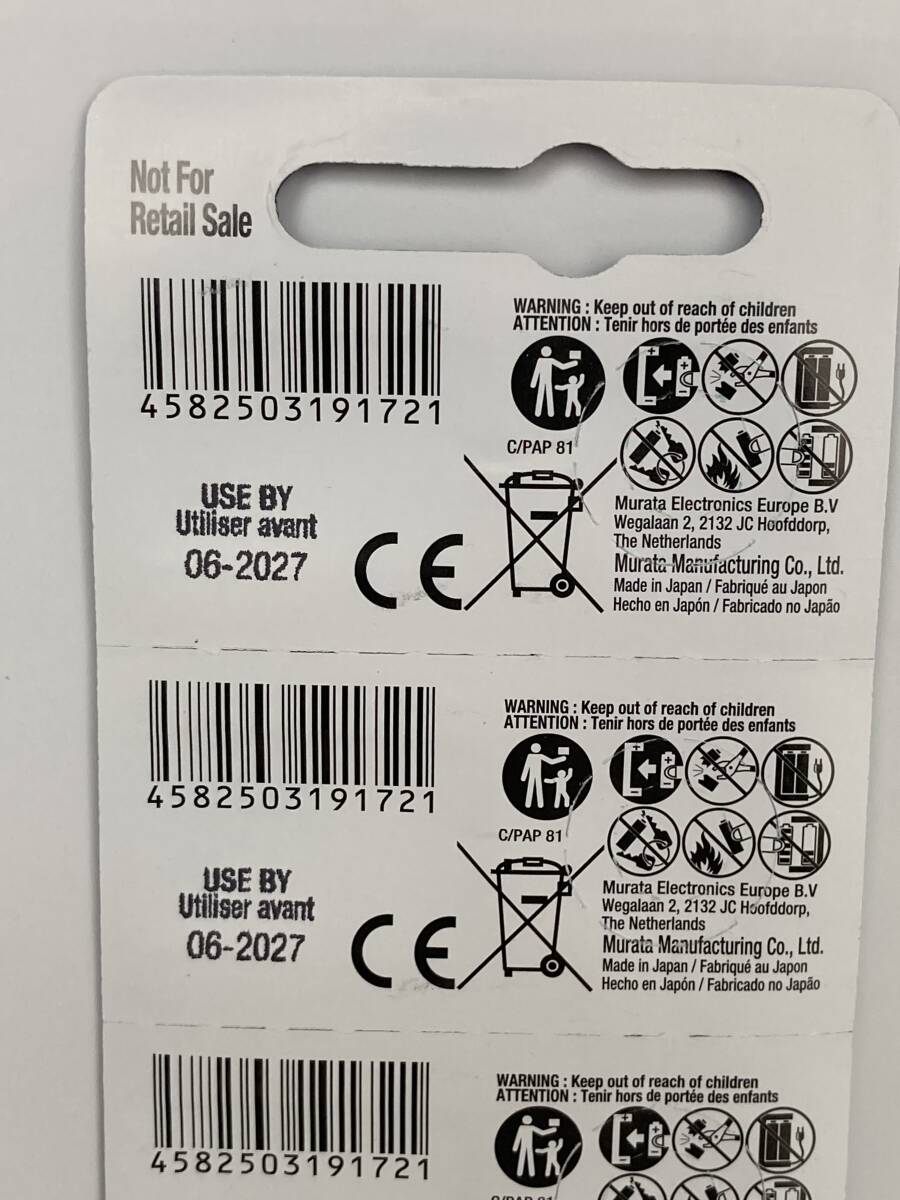 Not For
Retail Sale
4582503191721
WARNING : Keep out of reach of children
ATTENTION : Tenir hors de portée des enfants
C/PAP 81
USE BY
Utiliser avant
06-2027
CE
Murata Electronics Europe B.V
Wegalaan 2, 2132 JC Hoofddorp,
The Netherlands
Murata Manufacturing Co., Ltd.
Made in Japan / Fabriqué au Japon
Hecho en Japón / Fabricado no Japão
4582503191721
WARNING : Keep out of reach of children
ATTENTION : Tenir hors de portée des enfants
C/PAP 81
USE BY
Utiliser avant
06-2027
CE
Murata Electronics Europe B.V
Wegalaan 2, 2132 JC Hoofddorp,
The Netherlands
Murata Manufacturing Co., Ltd.
Made in Japan / Fabriqué au Japon
Hecho en Japón / Fabricado no Japão
4582503191721
WARNING : Keep out of reach of children
ATTENTION : Tenir hors de portée des enfants